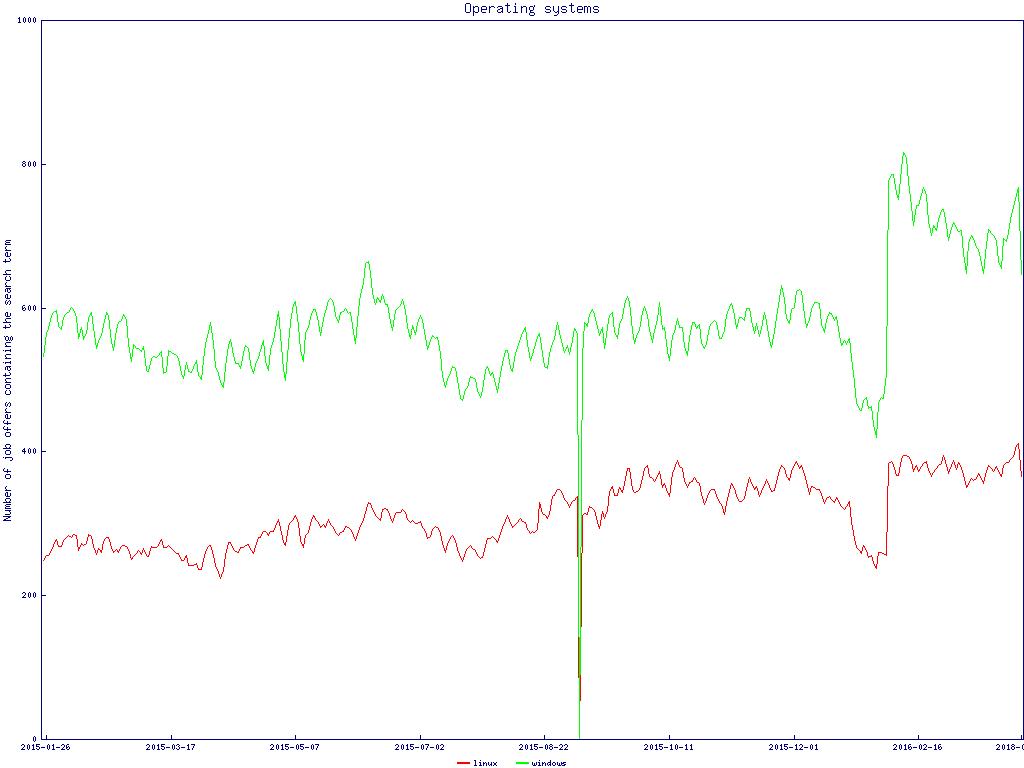 Operating systems
1000
800
600
400
200
0
Number of job offers containing the search term
2015-01-26 2015-03-17 2015-05-07 2015-07-02 2015-08-22 2015-10-11 2015-12-01 2016-02-16 2018-0
linux windows